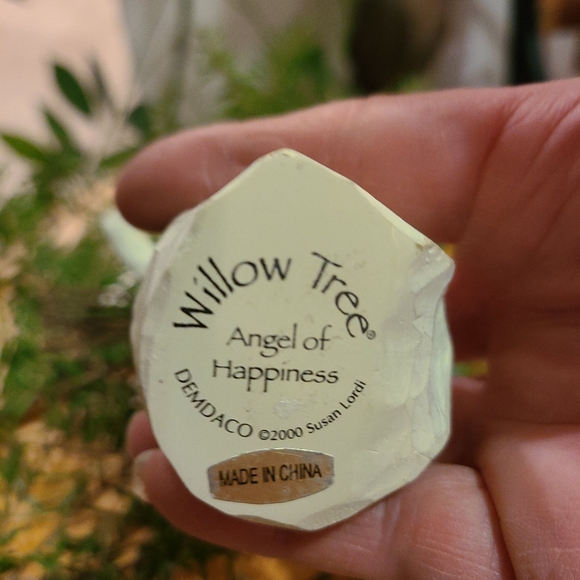 Willow Tree®
Angel of
Happiness
DEMDACO ©2000 Susan Lordi
MADE IN CHINA